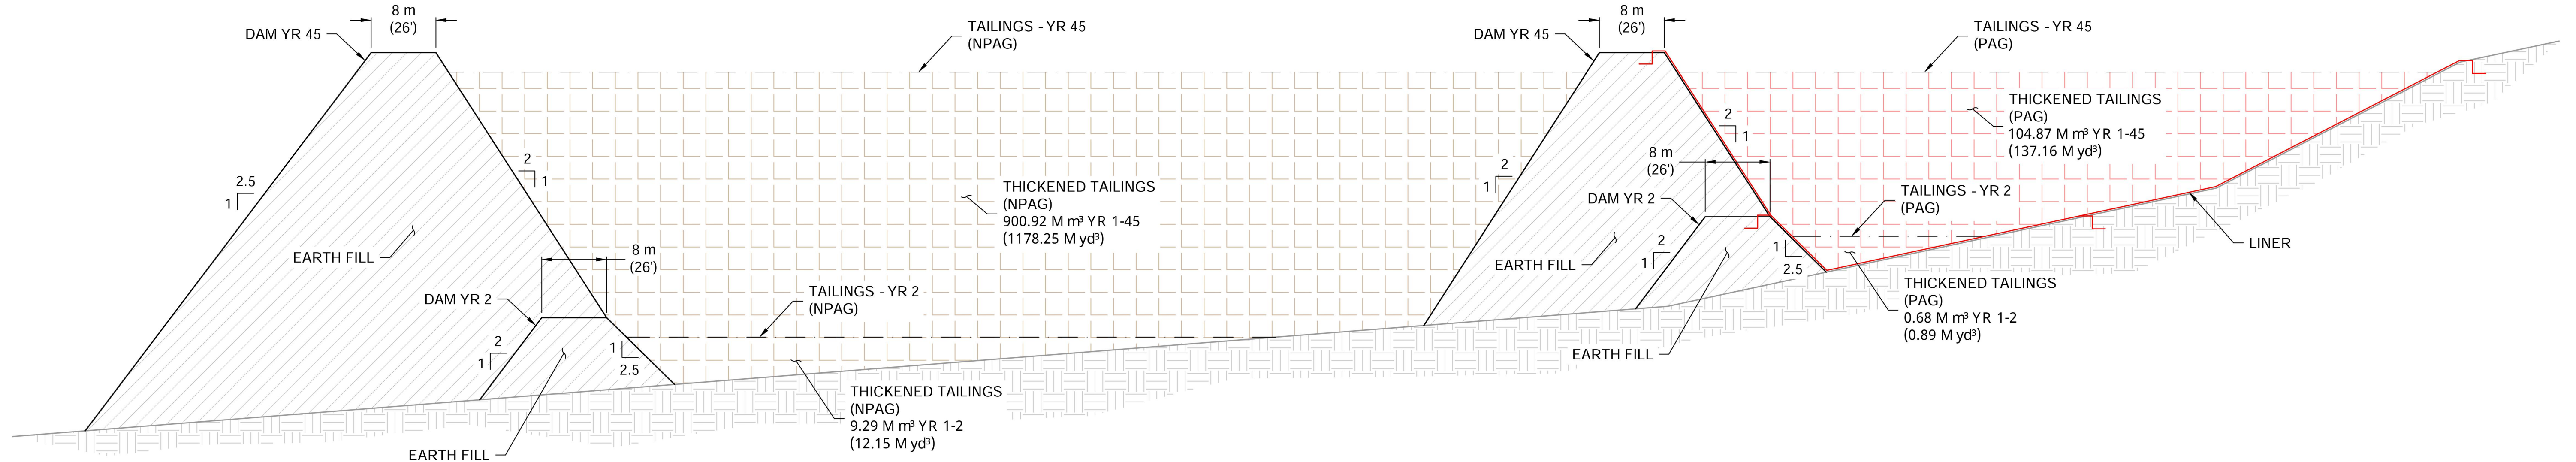 8 m
(26')
DAM YR 45
TAILINGS - YR 45
(NPAG)
2.5
1
2
1
EARTH FILL
THICKENED TAILINGS
(NPAG)
900.92 M m³ YR 1-45
(1178.25 M yd³)
8 m
(26')
DAM YR 2
TAILINGS - YR 2
(NPAG)
2
1
1
2.5
EARTH FILL
THICKENED TAILINGS
(NPAG)
9.29 M m³ YR 1-2
(12.15 M yd³)
8 m
(26')
DAM YR 45
TAILINGS - YR 45
(PAG)
2
1
2
1
THICKENED TAILINGS
(PAG)
104.87 M m³ YR 1-45
(137.16 M yd³)
8 m
(26')
DAM YR 2
TAILINGS - YR 2
(PAG)
EARTH FILL
2
1
1
2.5
LINER
THICKENED TAILINGS
(PAG)
0.68 M m³ YR 1-2
(0.89 M yd³)
EARTH FILL